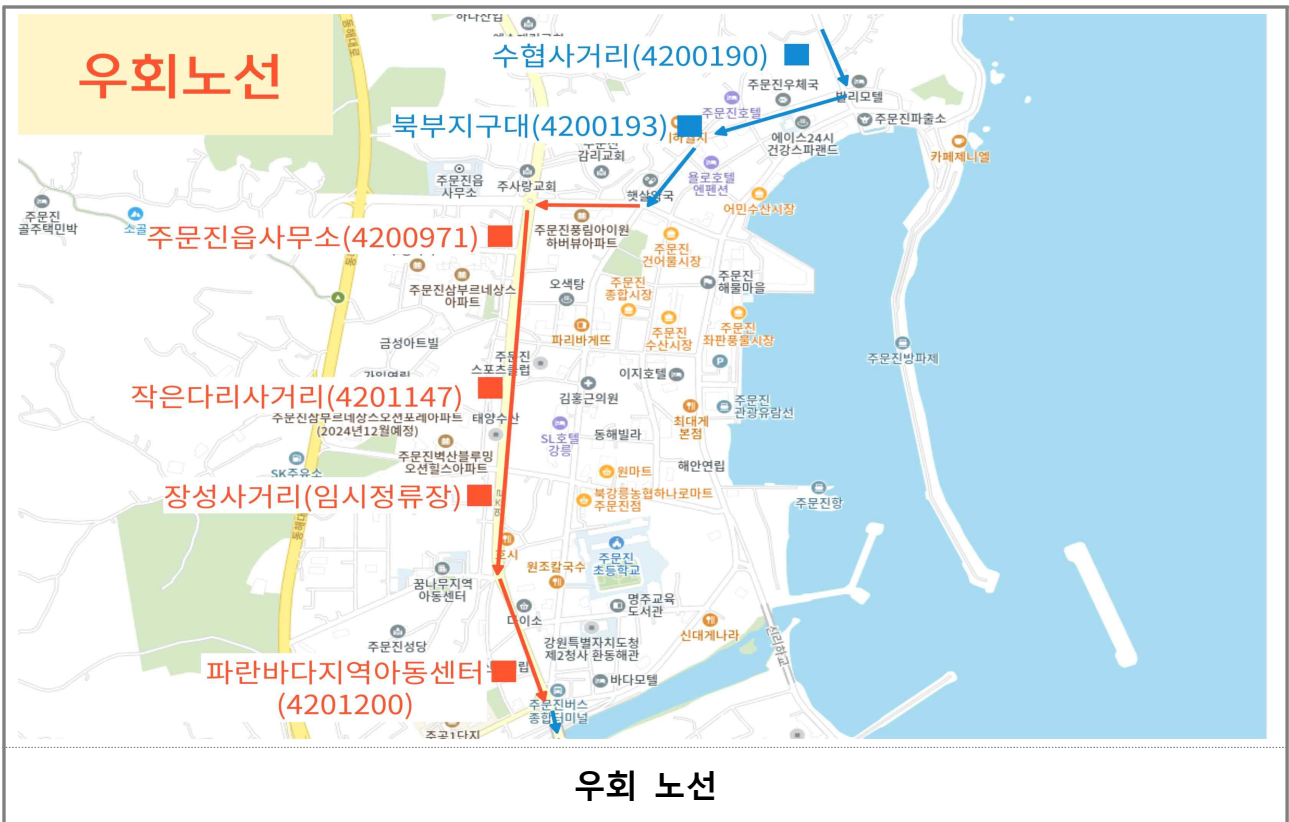 우회노선
수협사거리(4200190)
주문진우체국
주문진호텔
주문진파출소
북부지구대(4200193)
에이스24시
건강스파랜드
카페제니엘
감리교회
주문진읍
사무소
주사랑교회
욜로호텔
엔펜션
어민수산시장
주문진
골주택민박
주문진읍사무소(4200971)
주문진풍림아이원
하버뷰아파트
주문진
건어물시장
주문진
해물마을
주문진삼부르네상스
아파트
오색탕
주문진
종합시장
파리바게뜨
주문진
수산시장
주문진
좌판풍물시장
주문진방파제
금성아트빌
주문진
스포츠클럽
이지호텔
P
작은다리사거리(4201147)
김홍근의원
주문진
관광유람선
최대게
본점
주문진삼부르네상스오션포레아파트
(2024년12월예정)
태양수산
SL호텔
강릉
동해빌라
주문진벽산블루밍
오션힐스아파트
SK주유소
원마트
해안연립
장성사거리(임시정류장)
북강릉농협하나로마트
주문진점
주문진항
동해대로
원조칼국수
주문진
초등학교
꿈나무지역
아동센터
다이소
명주교육
도서관
신대게나라
신리하교
주문진성당
강원특별자치도청
제2청사 환동해관
파란바다지역아동센터
(4201200)
바다모텔
주문진버스
종합터미널
주공1단지
우회 노선